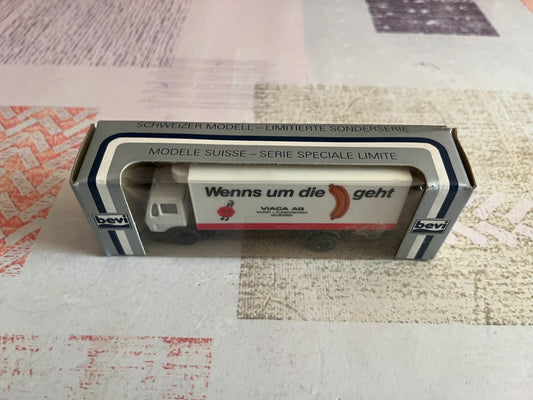 SCHWEIZER MODELL – LIMITIERTE SONDERSERIE
MODELE SUISSE – SERIE SPECIALE LIMITE
bevi
bevi
Wenns um die geht
VIACA AG